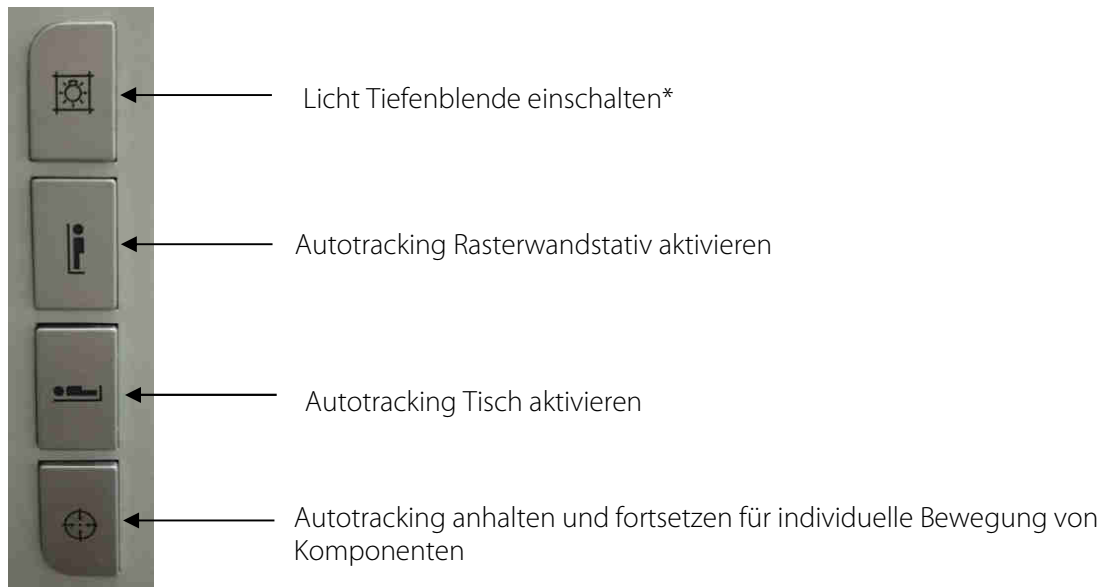 Licht Tiefenblende einschalten*
Autotracking Rasterwandstativ aktivieren
Autotracking Tisch aktivieren
Autotracking anhalten und fortsetzen für individuelle Bewegung von
Komponenten